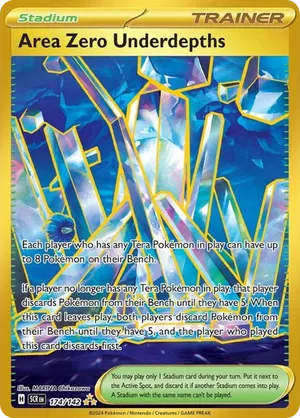 Stadium
TRAINER
Area Zero Underdepths
Each player who has any Tera Pokémon in play can have up
to 8 Pokémon on their Bench.
If a player no longer has any Tera Pokémon in play, that player
discards Pokémon from their Bench until they have 5. When
this card leaves play, both players discard Pokémon
from their Bench until they have 5, and the player who played
this card discards first.
Illus. MARINA Chikazawa
H SCR EN 174/142
You may play only 1 Stadium card during your turn. Put it next to
the Active Spot, and discard it if another Stadium comes into play.
A Stadium with the same name can't be played.
©2024 Pokémon / Nintendo / Creatures / GAME FREAK